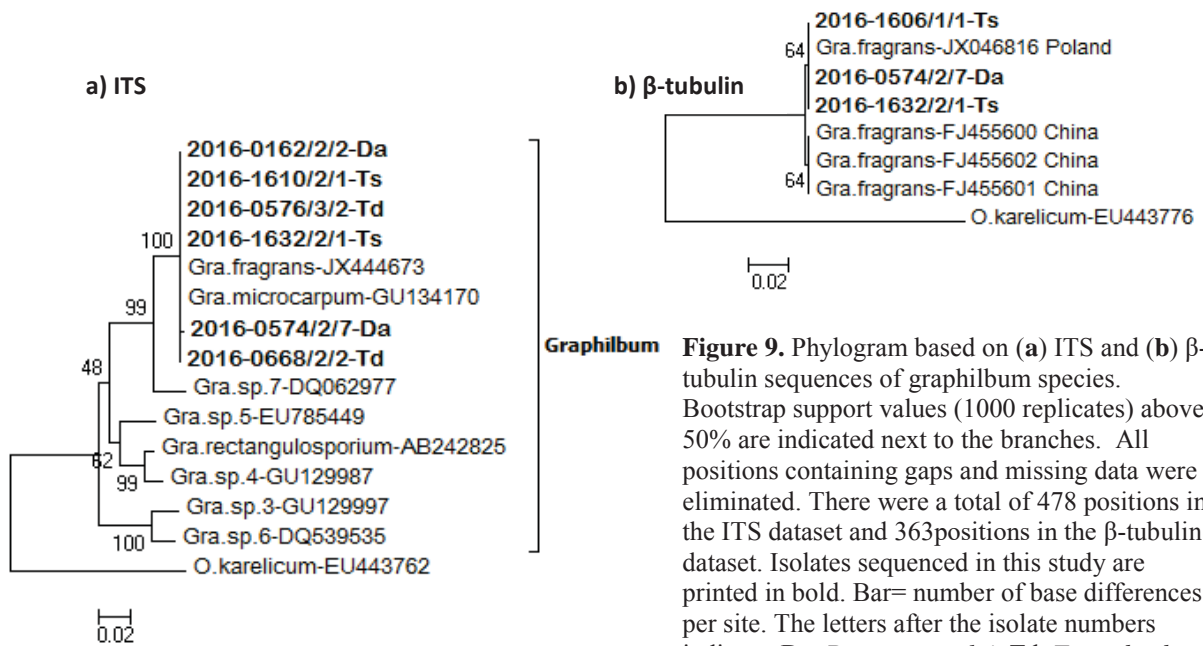 a) ITS
2016-0162/2/2-Da
2016-1610/2/1-Ts
2016-0576/3/2-Td
2016-1632/2/1-Ts
Gra.fragrans-JX444673
Gra.microcarpum-GU134170
2016-0574/2/7-Da
2016-0668/2/2-Td
Gra.sp.7-DQ062977
Gra.sp.5-EU785449
Gra.rectangulosporium-AB242825
Gra.sp.4-GU129987
Gra.sp.3-GU129997
Gra.sp.6-DQ539535
O.karelicum-EU443762
100
99
48
62
99
100
0.02
Graphilbum
b) β-tubulin
2016-1606/1/1-Ts
Gra.fragrans-JX046816 Poland
2016-0574/2/7-Da
2016-1632/2/1-Ts
Gra.fragrans-FJ455600 China
Gra.fragrans-FJ455602 China
Gra.fragrans-FJ455601 China
O.karelicum-EU443776
64
64
0.02
Figure 9. Phylogram based on (a) ITS and (b) β-
tubulin sequences of graphilbum species.
Bootstrap support values (1000 replicates) above
50% are indicated next to the branches. All
positions containing gaps and missing data were
eliminated. There were a total of 478 positions in
the ITS dataset and 363positions in the β-tubulin
dataset. Isolates sequenced in this study are
printed in bold. Bar= number of base differences
per site. The letters after the isolate numbers